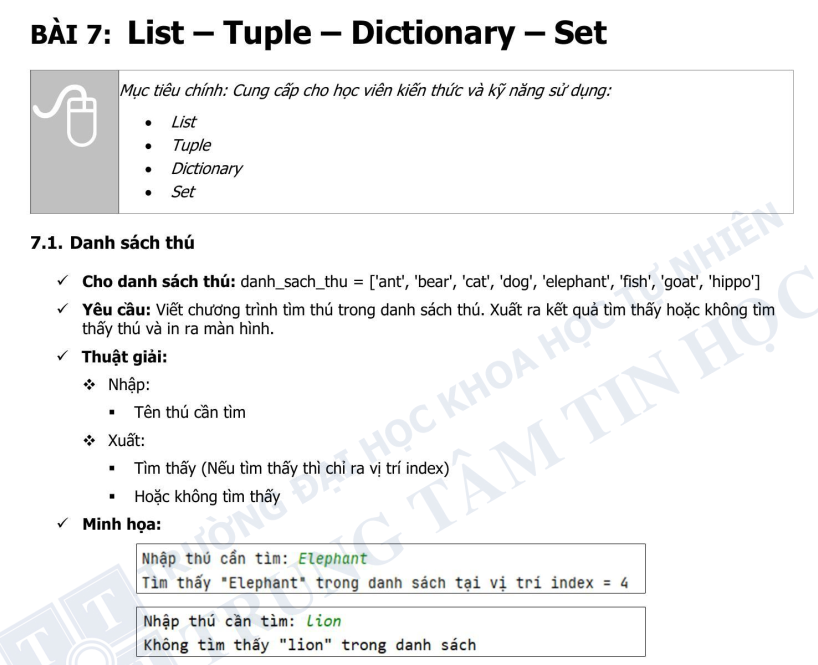 BÀI 7: List – Tuple – Dictionary – Set
Mục tiêu chính: Cung cấp cho học viên kiến thức và kỹ năng sử dụng:
• List
• Tuple
• Dictionary
• Set
7.1. Danh sách thú
✓ Cho danh sách thú: danh_sach_thu = ['ant', 'bear', 'cat', 'dog', 'elephant', 'fish', 'goat', 'hippo']
✓ Yêu cầu: Viết chương trình tìm thú trong danh sách thú. Xuất ra kết quả tìm thấy hoặc không tìm
thấy thú và in ra màn hình.
✓ Thuật giải:
❖ Nhập:
▪ Tên thú cần tìm
❖ Xuất:
▪ Tìm thấy (Nếu tìm thấy thì chỉ ra vị trí index)
▪ Hoặc không tìm thấy
✓ Minh họa:
Nhập thú cần tìm: Elephant
Tìm thấy "Elephant" trong danh sách tại vị trí index = 4
Nhập thú cần tìm: lion
Không tìm thấy "lion" trong danh sách
TRƯỜNG ĐẠI HỌC KHOA HỌC TỰ NHIÊN
TRUNG TÂM TIN HỌC
T T